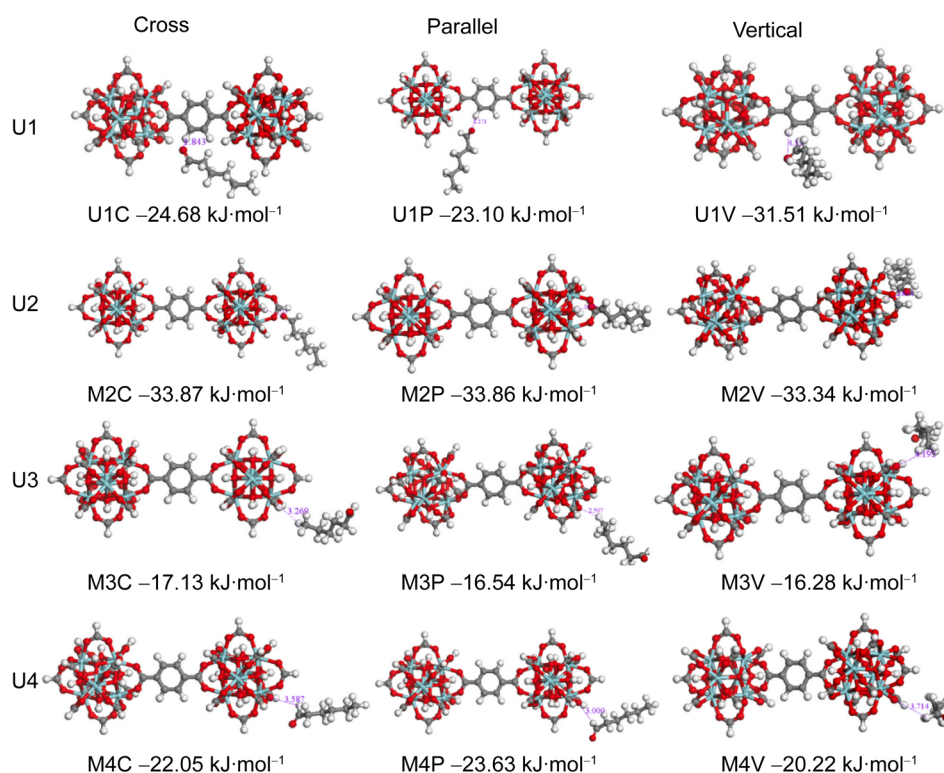 Cross Parallel Vertical
U1
2.843
U1C –24.68 kJ·mol⁻¹ U1P –23.10 kJ·mol⁻¹ U1V –31.51 kJ·mol⁻¹
U2
M2C –33.87 kJ·mol⁻¹ M2P –33.86 kJ·mol⁻¹ M2V –33.34 kJ·mol⁻¹
U3
3.269 4.198
M3C –17.13 kJ·mol⁻¹ M3P –16.54 kJ·mol⁻¹ M3V –16.28 kJ·mol⁻¹
U4
3.587 3.000 3.714
M4C –22.05 kJ·mol⁻¹ M4P –23.63 kJ·mol⁻¹ M4V –20.22 kJ·mol⁻¹